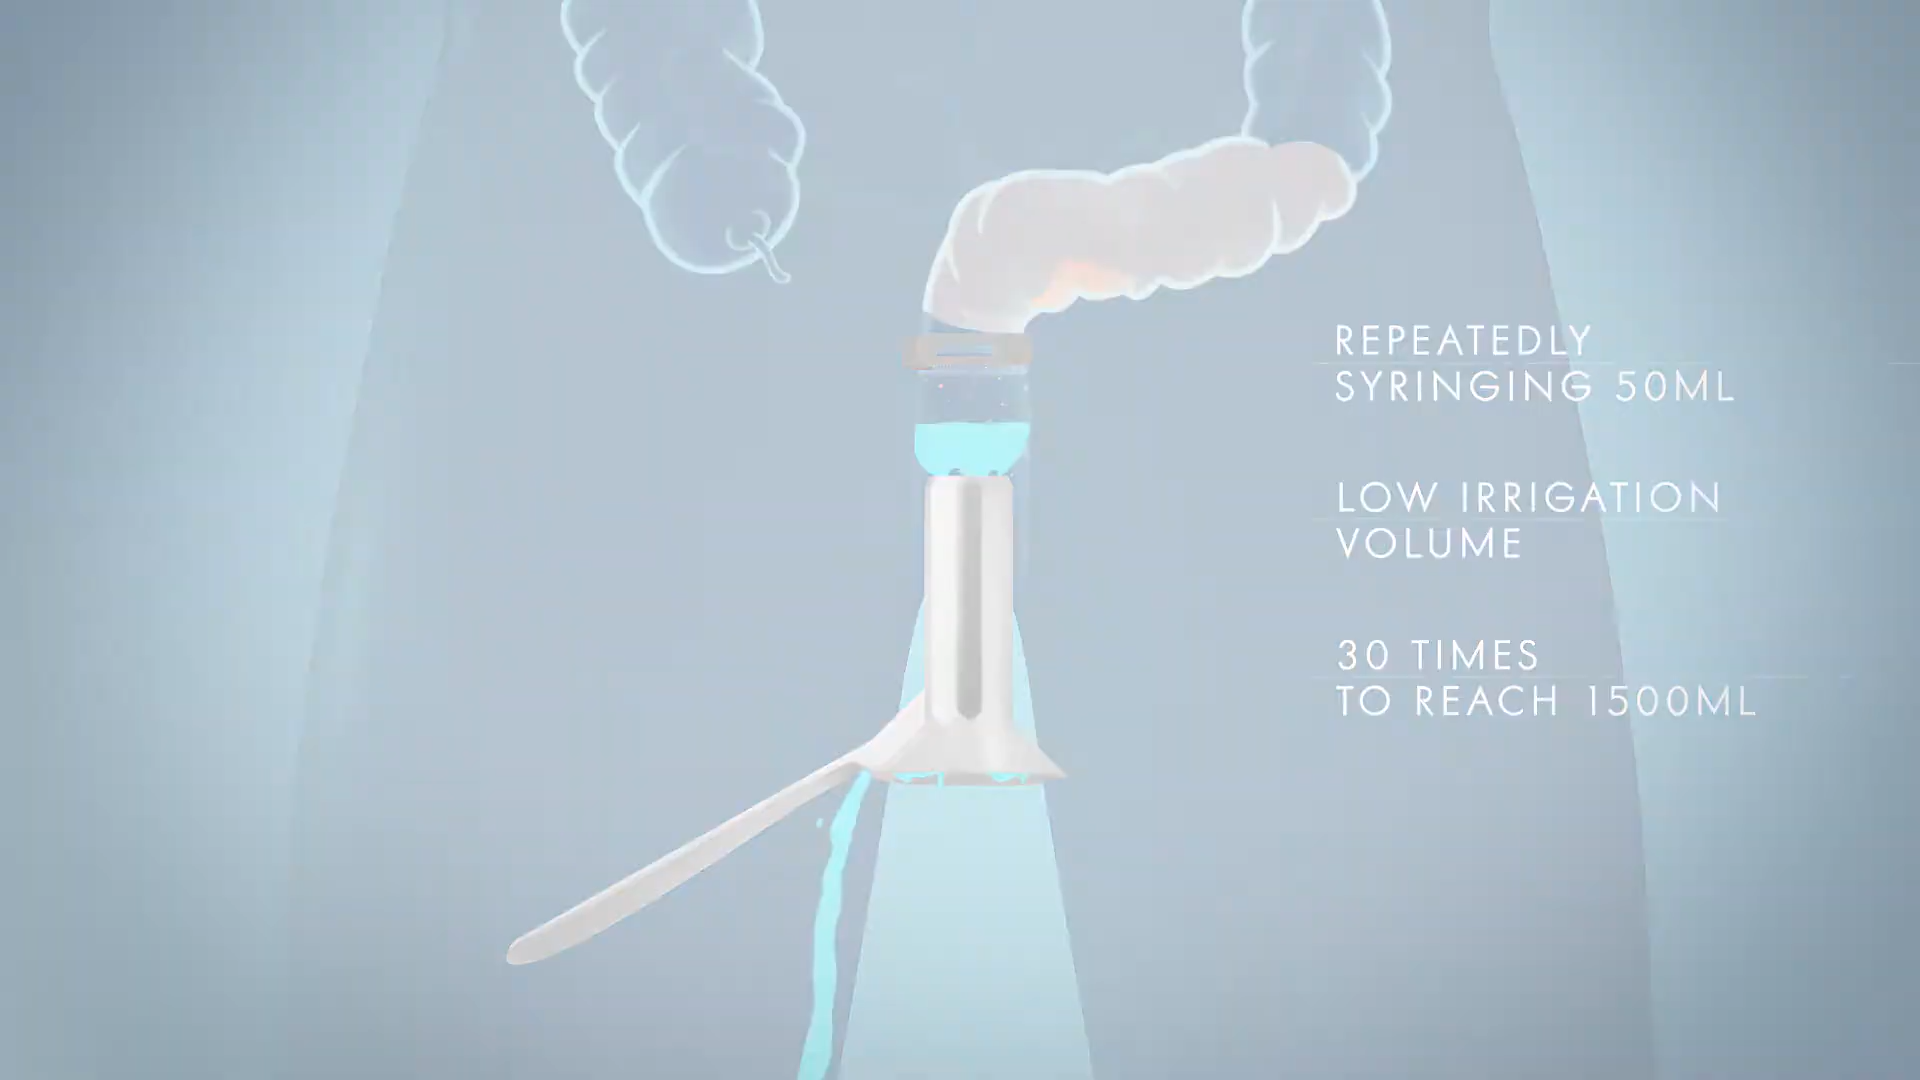 REPEATEDLY
SYRINGING 50ML
LOW IRRIGATION
VOLUME
30 TIMES
TO REACH 1500ML